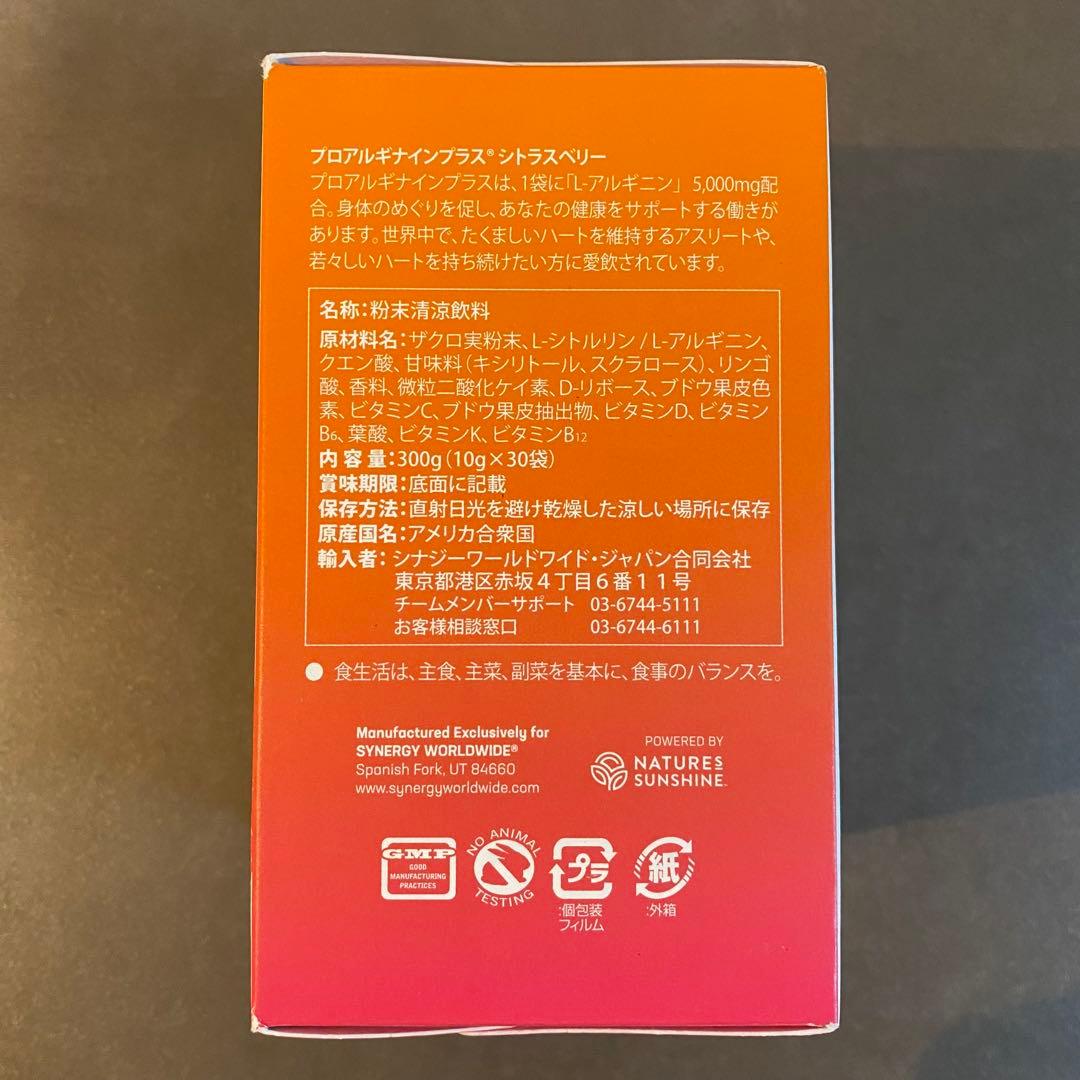 プロアルギナインプラス® シトラスベリー
プロアルギナインプラスは、1袋に「L-アルギニン」 5,000mg配
合。身体のめぐりを促し、あなたの健康をサポートする働きが
あります。世界中で、たくましいハートを維持するアスリートや、
若々しいハートを持ち続けたい方に愛飲されています。
名称：粉末清涼飲料
原材料名：ザクロ実粉末、L-シトルリン / L-アルギニン、
クエン酸、甘味料（キシリトール、スクラロース）、リンゴ
酸、香料、微粒二酸化ケイ素、D-リボース、ブドウ果皮色
素、ビタミンC、ブドウ果皮抽出物、ビタミンD、ビタミン
B6、葉酸、ビタミンK、ビタミンB12
内 容 量：300g（10g×30袋）
賞味期限：底面に記載
保存方法：直射日光を避け乾燥した涼しい場所に保存
原産国名：アメリカ合衆国
輸入者：シナジーワールドワイド・ジャパン合同会社
東京都港区赤坂４丁目６番１１号
チームメンバーサポート 03-6744-5111
お客様相談窓口 03-6744-6111
● 食生活は、主食、主菜、副菜を基本に、食事のバランスを。
Manufactured Exclusively for
SYNERGY WORLDWIDE®
Spanish Fork, UT 84660
www.synergyworldwide.com
POWERED BY
NATURE'S
SUNSHINE™
GMP
GOOD
MANUFACTURING
PRACTICES
NO ANIMAL
TESTING
プラ
:個包装
フィルム
紙
:外箱